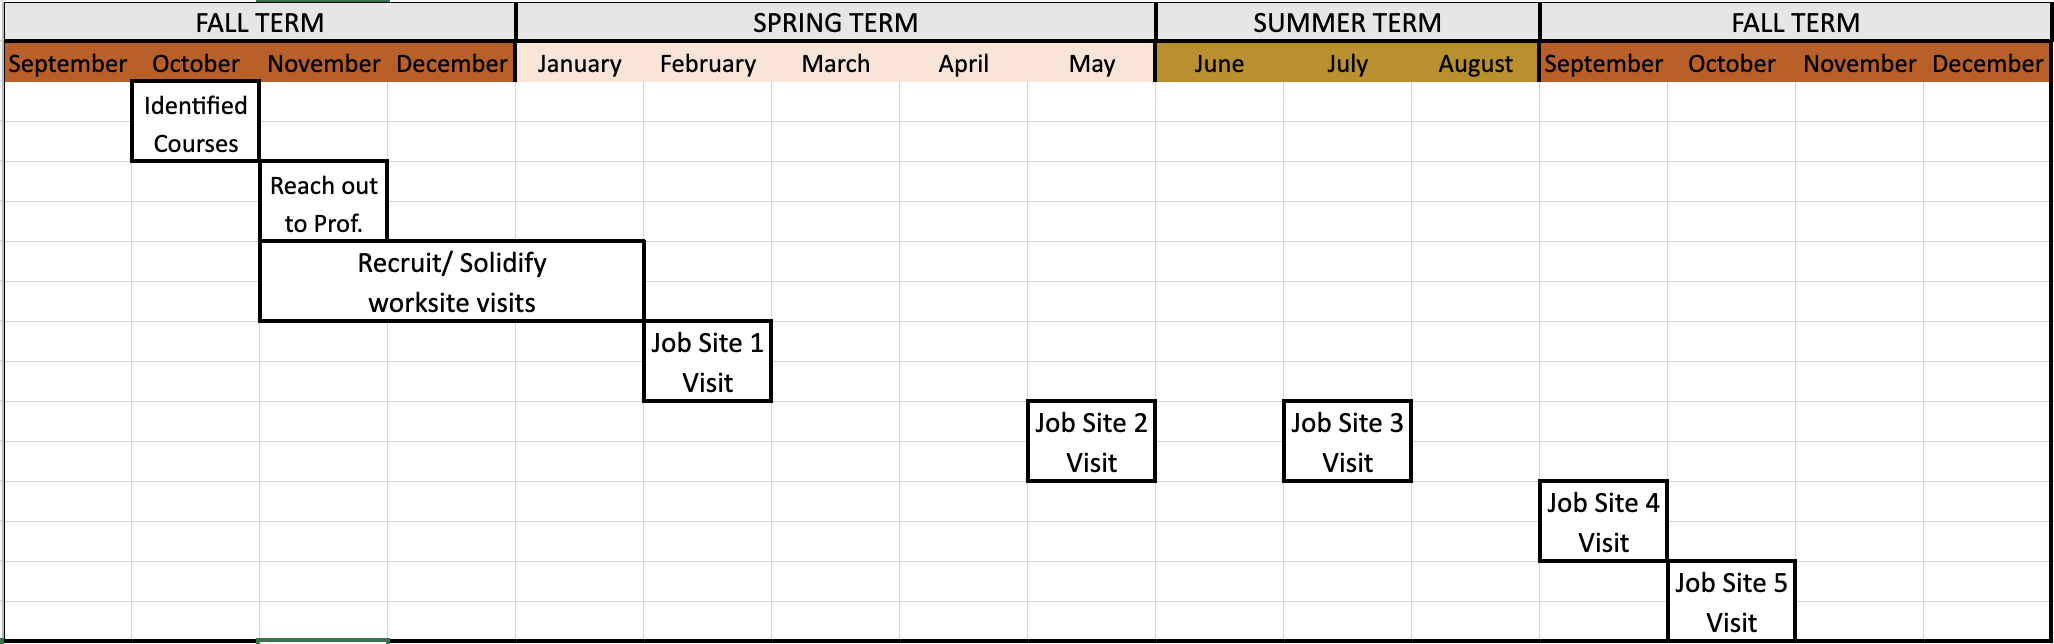 FALL TERM SPRING TERM SUMMER TERM FALL TERM
September October November December January February March April May June July August September October November December
Identified
Courses
Reach out
to Prof.
Recruit/ Solidify
worksite visits
Job Site 1
Visit
Job Site 2 Job Site 3
Visit Visit
Job Site 4
Visit
Job Site 5
Visit